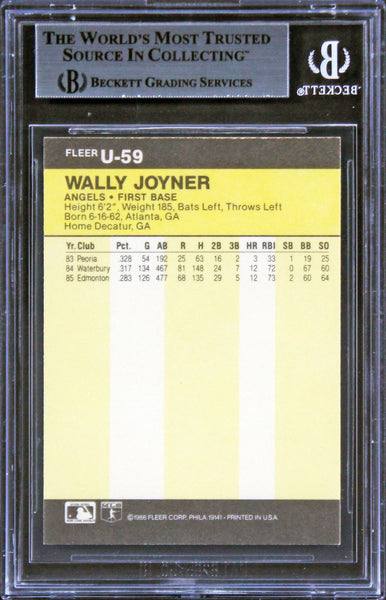 THE WORLD'S MOST TRUSTED
SOURCE IN COLLECTING™
(B) BECKETT GRADING SERVICES
BECKETT
FLEER U-59
WALLY JOYNER
ANGELS • FIRST BASE
Height 6'2", Weight 185, Bats Left, Throws Left
Born 6-16-62, Atlanta, GA
Home Decatur, GA
Yr. Club Pct. G AB R H 2B 3B HR RBI SB BB SO
83 Peoria .328 54 192 25 63 16 2 3 33 1 19 25
84 Waterbury .317 134 467 81 148 24 7 12 72 0 67 60
85 Edmonton .283 126 477 68 135 29 5 12 73 2 60 64
©1986 FLEER CORP. PHILA. 19141 - PRINTED IN U.S.A.